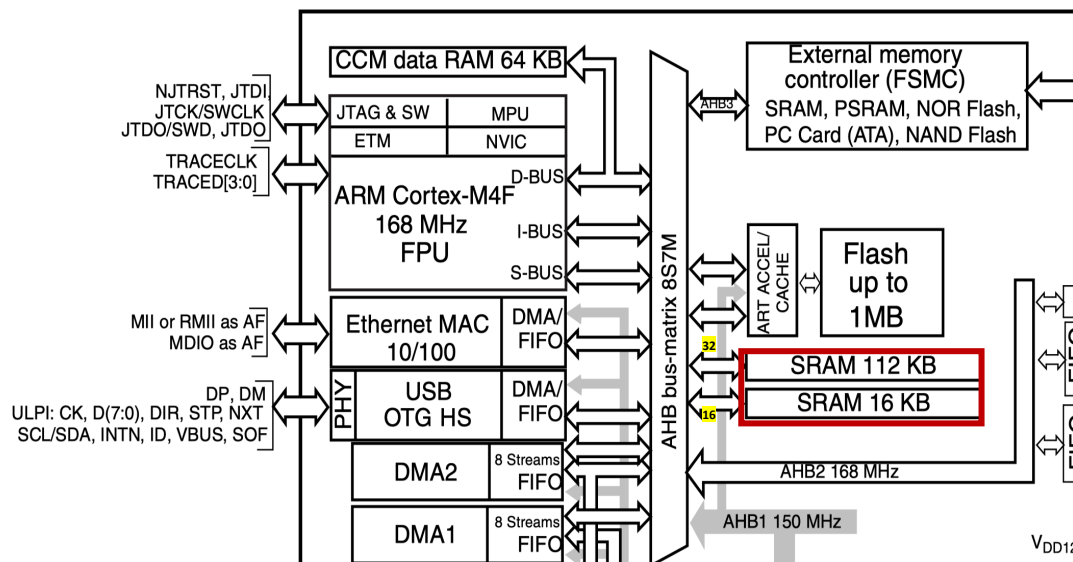 CCM data RAM 64 KB
External memory
controller (FSMC)
SRAM, PSRAM, NOR Flash,
PC Card (ATA), NAND Flash
AHB3
NJTRST, JTDI,
JTCK/SWCLK
JTDO/SWD, JTDO
JTAG & SW
MPU
ETM
NVIC
TRACECLK
TRACED[3:0]
ARM Cortex-M4F
168 MHz
FPU
D-BUS
I-BUS
S-BUS
AHB bus-matrix 8S7M
ART ACCEL/
CACHE
Flash
up to
1MB
MII or RMII as AF
MDIO as AF
Ethernet MAC
10/100
DMA/
FIFO
32
SRAM 112 KB
16
SRAM 16 KB
DP, DM
ULPI: CK, D(7:0), DIR, STP, NXT
SCL/SDA, INTN, ID, VBUS, SOF
PHY
USB
OTG HS
DMA/
FIFO
DMA2
8 Streams
FIFO
AHB2 168 MHz
DMA1
8 Streams
FIFO
AHB1 150 MHz
FIFO
VDD12